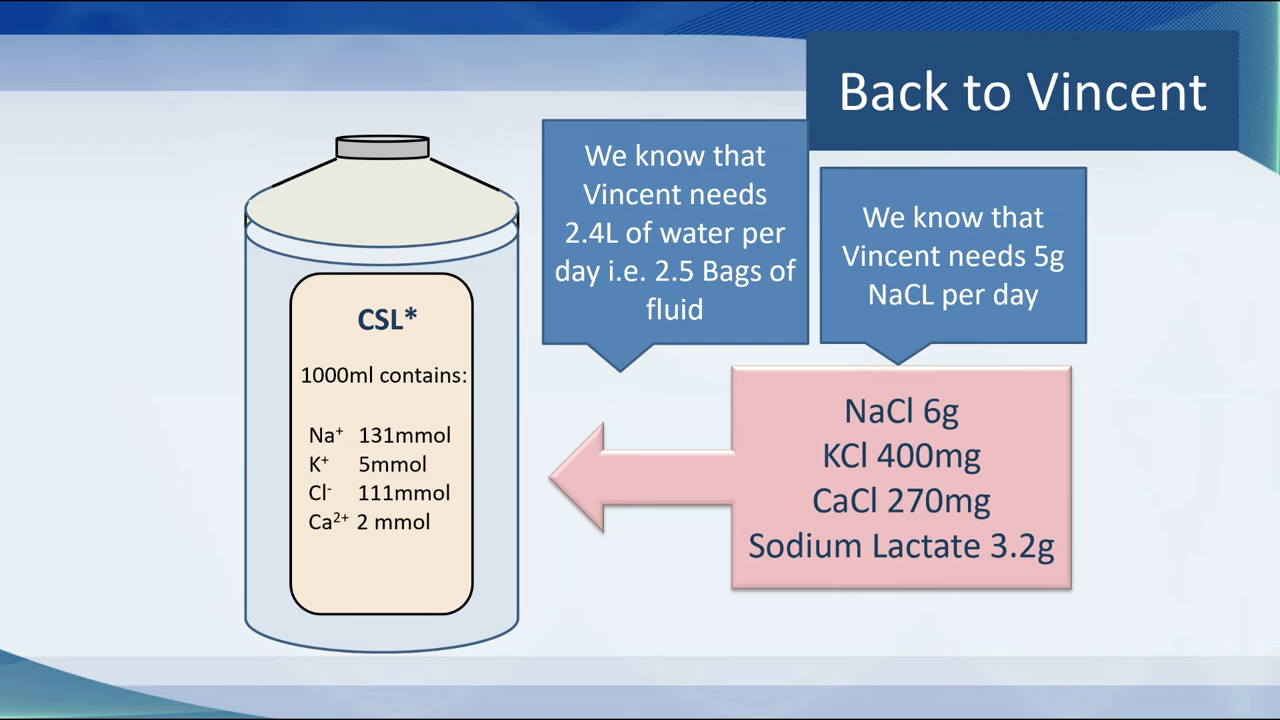 Back to Vincent
We know that
Vincent needs
2.4L of water per
day i.e. 2.5 Bags of
fluid
We know that
Vincent needs 5g
NaCL per day
CSL*
1000ml contains:
Na⁺ 131mmol
K⁺ 5mmol
Cl⁻ 111mmol
Ca²⁺ 2 mmol
NaCl 6g
KCl 400mg
CaCl 270mg
Sodium Lactate 3.2g